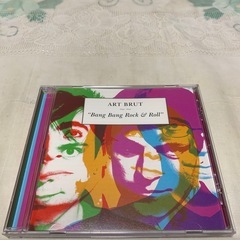 ART BRUT
"Bang Bang Rock & Roll"